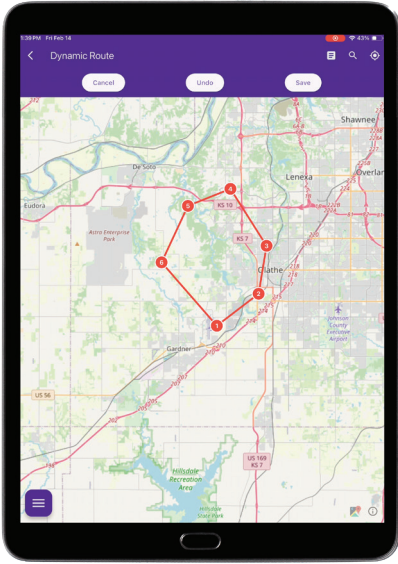 5:39 PM Fri Feb 14 43%
Dynamic Route
Cancel Undo Save
Shawnee
De Soto
Lenexa
Overlan
Eudora
KS 10
Astra Enterprise
Park
KS 7
Olathe
1
2
3
4
5
6
Johnson
County
Executive
Airport
Gardner
US 56
US 169
KS 7
Hillsdale
Recreation
Area
Hillsdale
State Park